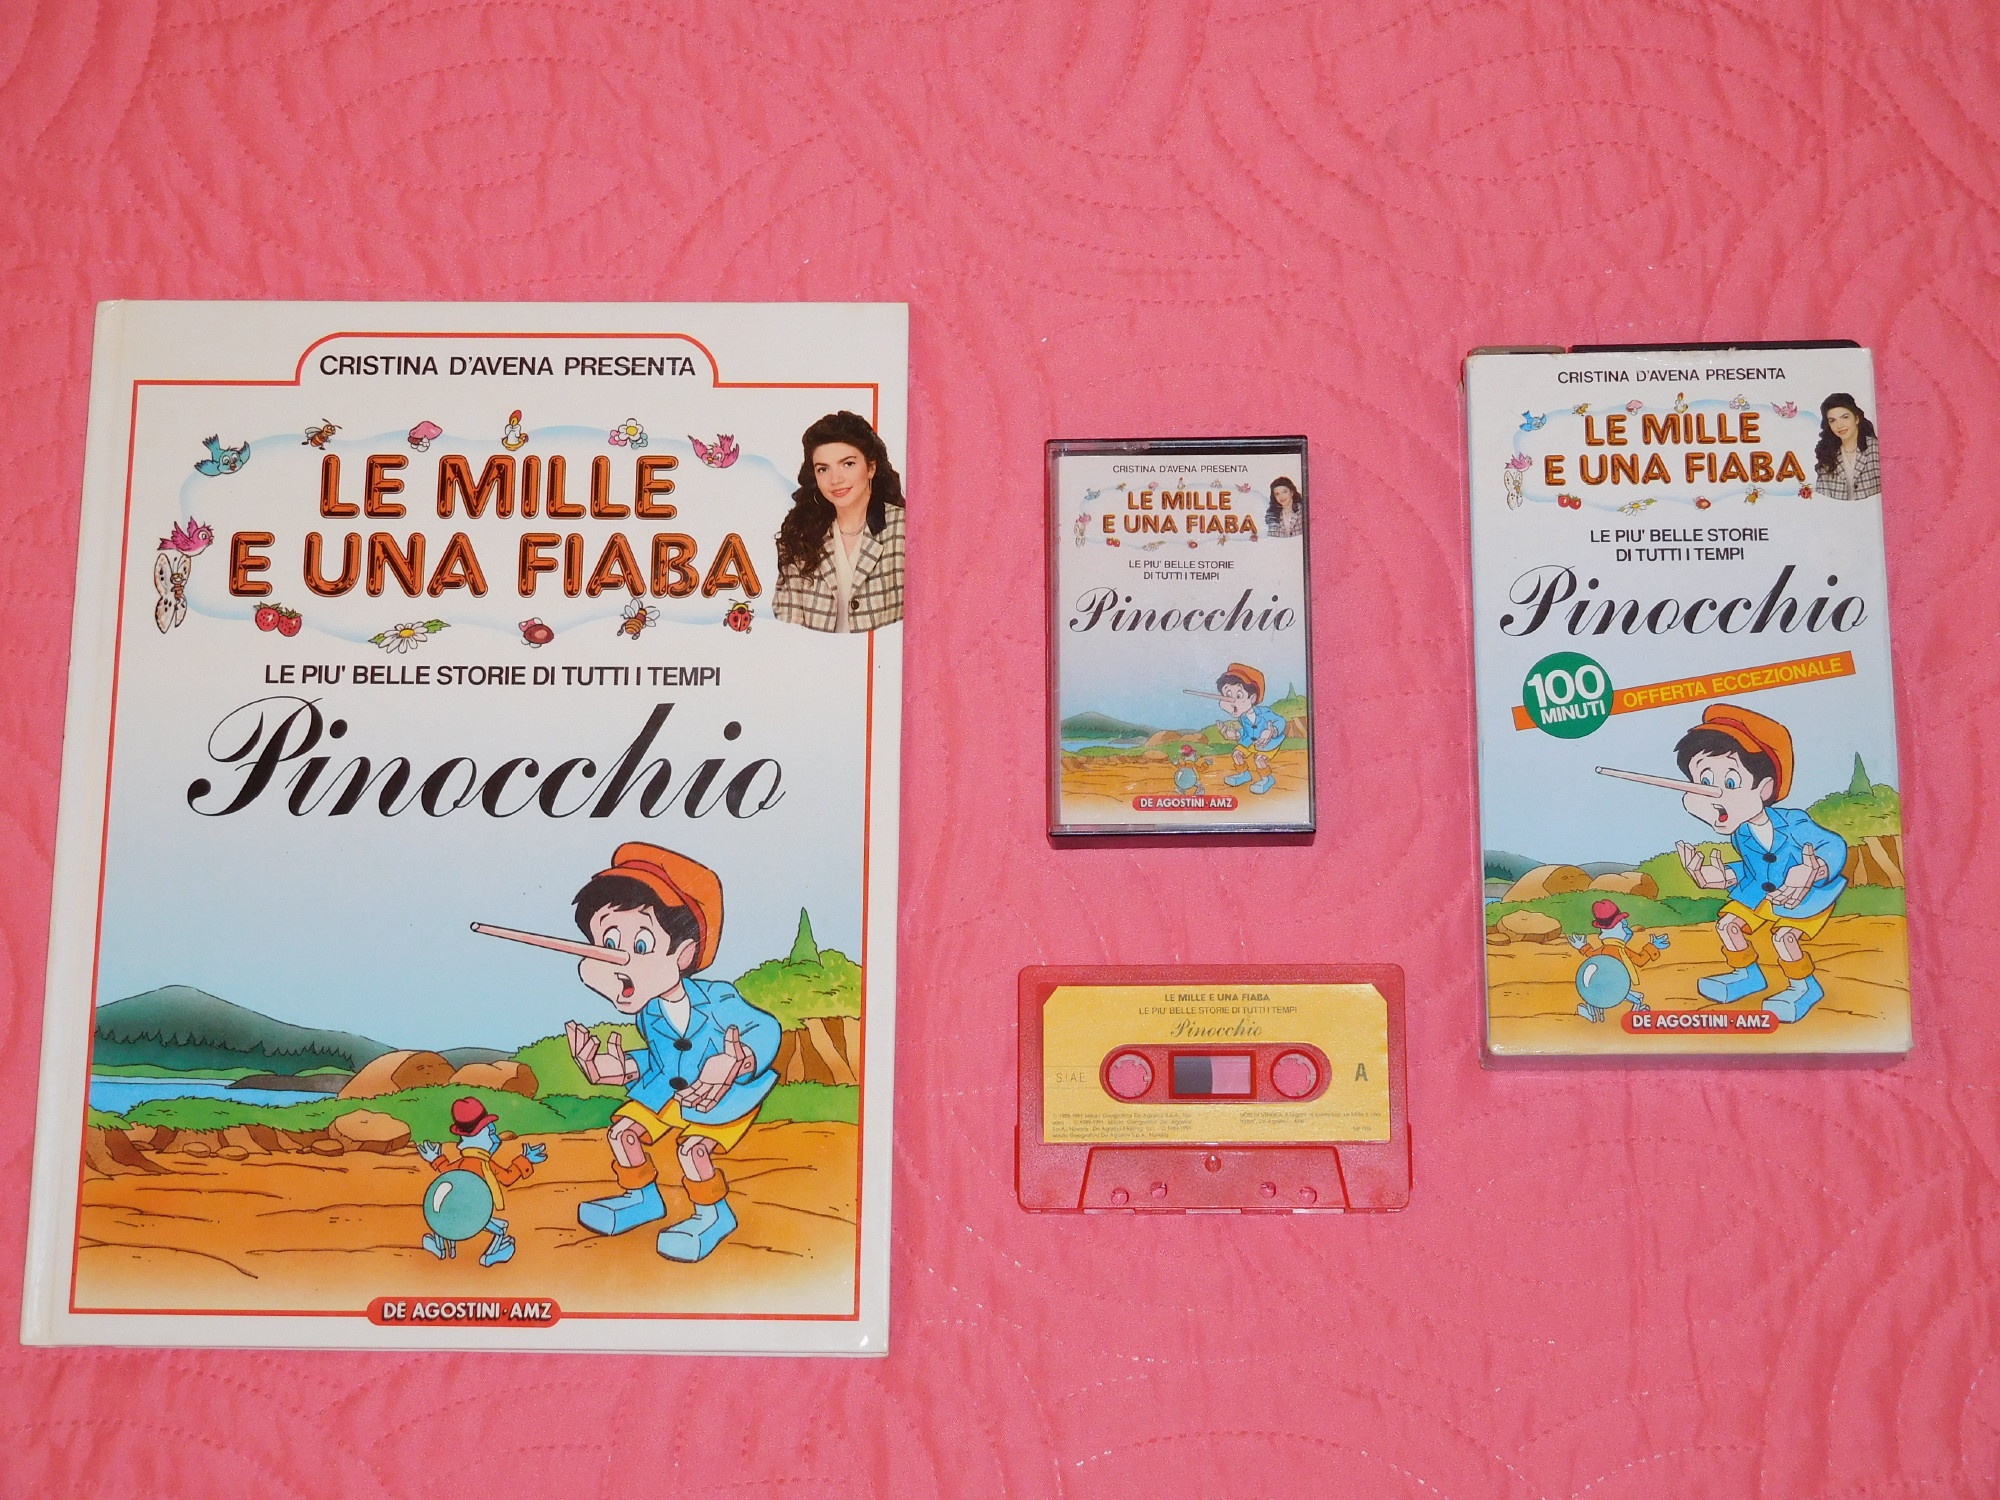 CRISTINA D'AVENA PRESENTA
LE MILLE
E UNA FIABA
LE PIU' BELLE STORIE DI TUTTI I TEMPI
Pinocchio
DE AGOSTINI·AMZ
CRISTINA D'AVENA PRESENTA
LE MILLE
E UNA FIABA
LE PIU' BELLE STORIE
DI TUTTI I TEMPI
Pinocchio
DE AGOSTINI·AMZ
LE MILLE E UNA FIABA
LE PIU' BELLE STORIE DI TUTTI I TEMPI
Pinocchio
S.I.A.E.
A
CRISTINA D'AVENA PRESENTA
LE MILLE
E UNA FIABA
LE PIU' BELLE STORIE
DI TUTTI I TEMPI
Pinocchio
100
MINUTI
OFFERTA ECCEZIONALE
DE AGOSTINI·AMZ